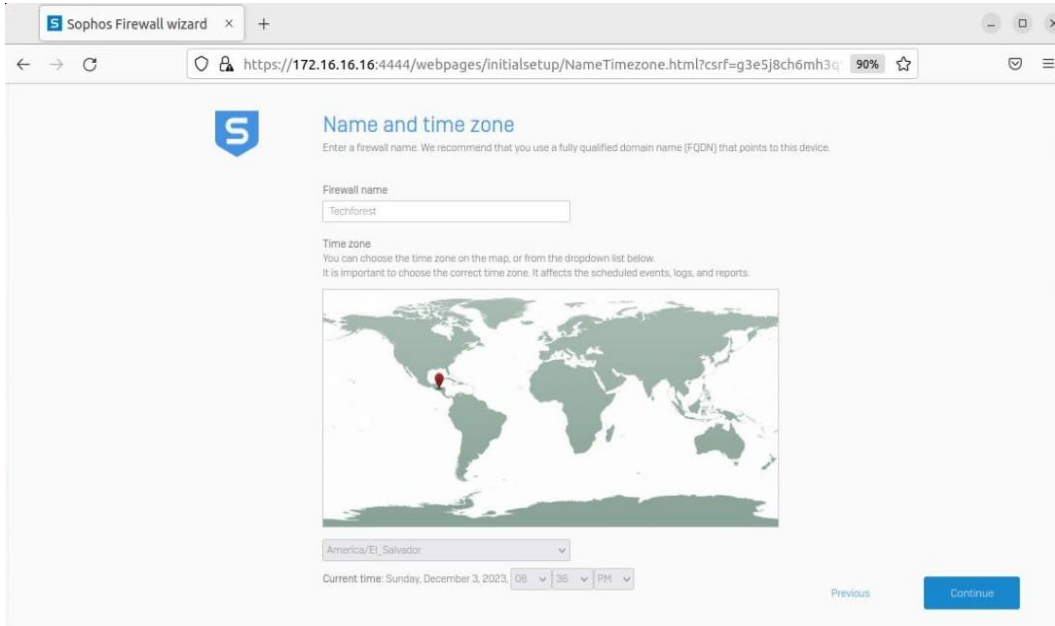 Sophos Firewall wizard
https://172.16.16.16:4444/webpages/initialsetup/NameTimezone.html?csrf=g3e5j8ch6mh3q 90%
S
Name and time zone
Enter a firewall name. We recommend that you use a fully qualified domain name (FQDN) that points to this device.
Firewall name
Techforest
Time zone
You can choose the time zone on the map, or from the dropdown list below.
It is important to choose the correct time zone. It affects the scheduled events, logs, and reports.
America/El_Salvador
Current time: Sunday, December 3, 2023, 08 36 PM
Previous
Continue